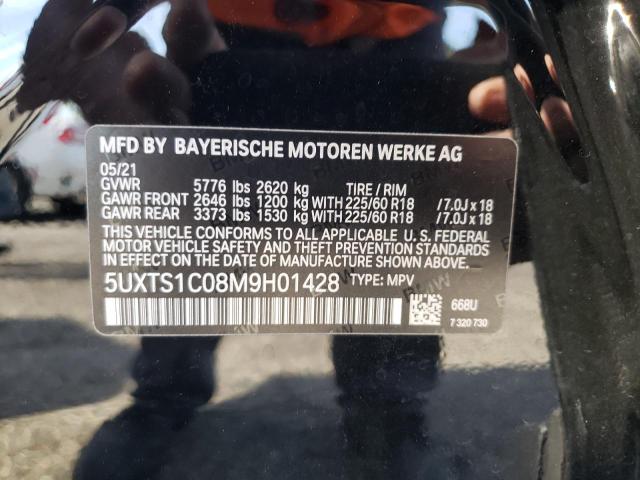 MFD BY BAYERISCHE MOTOREN WERKE AG
05/21
GVWR 5776 lbs 2620 kg TIRE / RIM
GAWR FRONT 2646 lbs 1200 kg WITH 225/60 R18 /7.0J x 18
GAWR REAR 3373 lbs 1530 kg WITH 225/60 R18 /7.0J x 18
THIS VEHICLE CONFORMS TO ALL APPLICABLE U. S. FEDERAL
MOTOR VEHICLE SAFETY AND THEFT PREVENTION STANDARDS
IN EFFECT ON THE DATE OF MANUFACTURE SHOWN ABOVE.
5UXTS1C08M9H01428 TYPE: MPV
668U
7 320 730